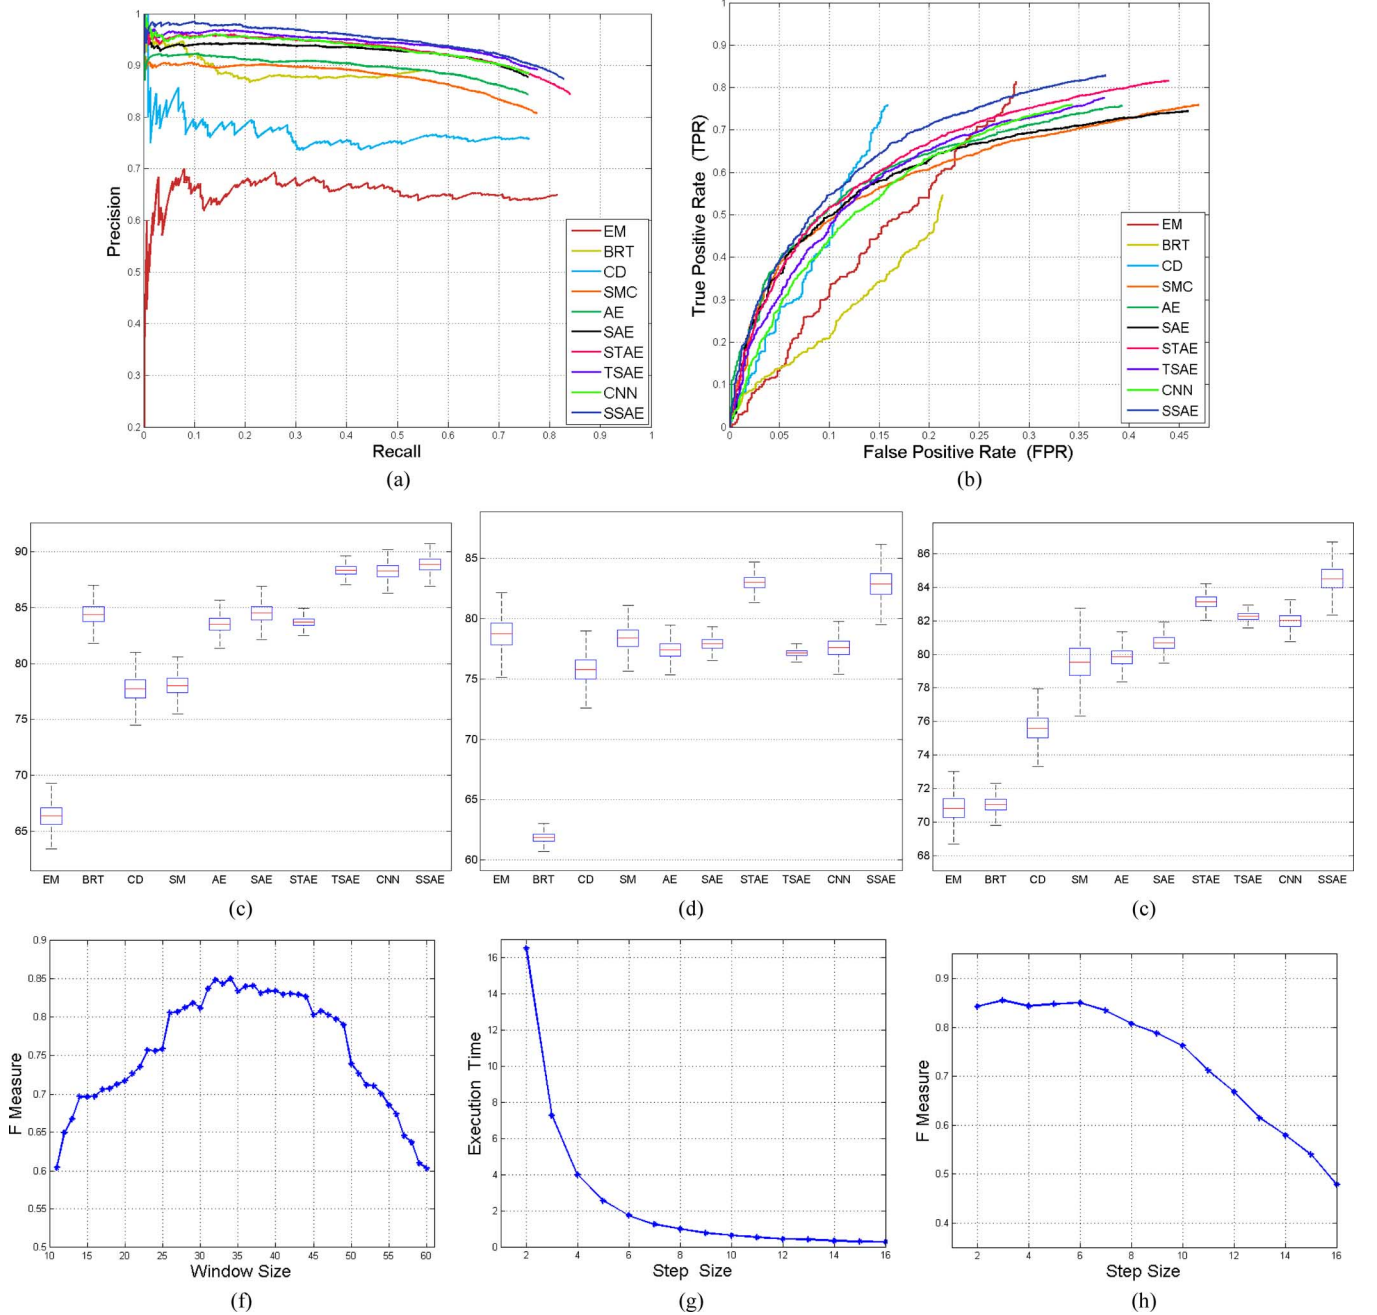 1
0.9
0.8
0.7
0.6
0.5
0.4
0.3
0.2
Precision
0 0.1 0.2 0.3 0.4 0.5 0.6 0.7 0.8 0.9 1
Recall
EM
BRT
CD
SMC
AE
SAE
STAE
TSAE
CNN
SSAE
(a)
1
0.9
0.8
0.7
0.6
0.5
0.4
0.3
0.2
0.1
0
True Positive Rate (TPR)
0 0.05 0.1 0.15 0.2 0.25 0.3 0.35 0.4 0.45
False Positive Rate (FPR)
EM
BRT
CD
SMC
AE
SAE
STAE
TSAE
CNN
SSAE
(b)
90
85
80
75
70
65
EM BRT CD SM AE SAE STAE TSAE CNN SSAE
(c)
85
80
75
70
65
60
EM BRT CD SM AE SAE STAE TSAE CNN SSAE
(d)
86
84
82
80
78
76
74
72
70
68
EM BRT CD SM AE SAE STAE TSAE CNN SSAE
(c)
0.9
0.85
0.8
0.75
0.7
0.65
0.6
0.55
0.5
F Measure
10 15 20 25 30 35 40 45 50 55 60
Window Size
(f)
16
14
12
10
8
6
4
2
0
Execution Time
2 4 6 8 10 12 14 16
Step Size
(g)
0.9
0.8
0.7
0.6
0.5
0.4
F Measure
2 4 6 8 10 12 14 16
Step Size
(h)